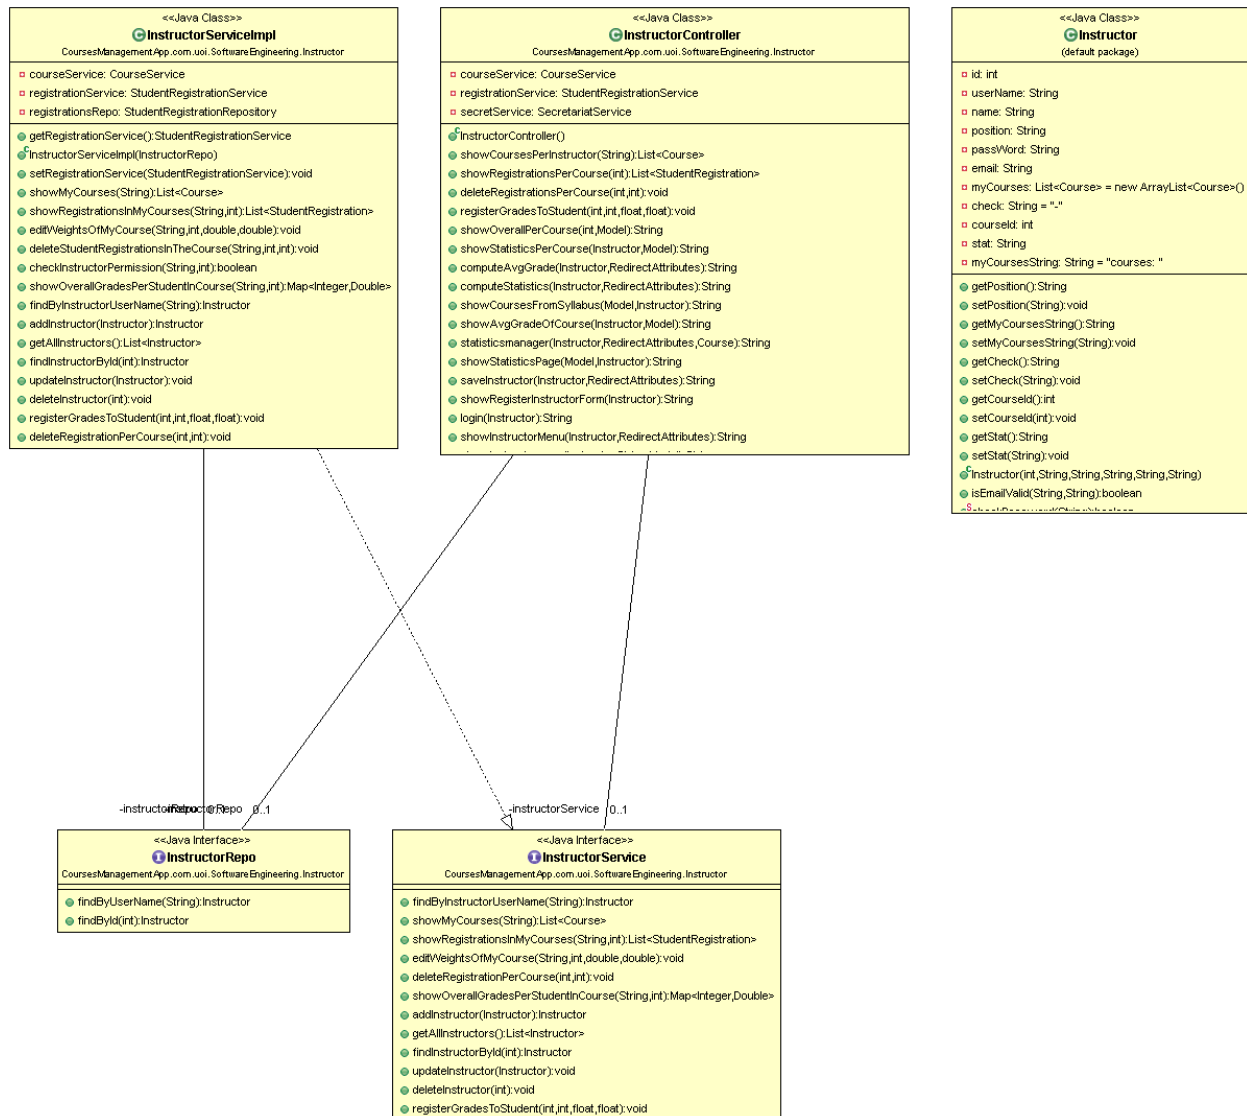 <<Java Class>>
InstructorServiceImpl
CoursesManagementApp.com.uoi.SoftwareEngineering.Instructor
courseService: CourseService
registrationService: StudentRegistrationService
registrationsRepo: StudentRegistrationRepository
getRegistrationService():StudentRegistrationService
InstructorServiceImpl(InstructorRepo)
setRegistrationService(StudentRegistrationService):void
showMyCourses(String):List<Course>
showRegistrationsInMyCourses(String,int):List<StudentRegistration>
editWeightsOfMyCourse(String,int,double,double):void
deleteStudentRegistrationsInTheCourse(String,int,int):void
checkInstructorPermission(String,int):boolean
showOverallGradesPerStudentInCourse(String,int):Map<Integer,Double>
findByInstructorUserName(String):Instructor
addInstructor(Instructor):Instructor
getAllInstructors():List<Instructor>
findInstructorById(int):Instructor
updateInstructor(Instructor):void
deleteInstructor(int):void
registerGradesToStudent(int,int,float,float):void
deleteRegistrationPerCourse(int,int):void
<<Java Class>>
InstructorController
CoursesManagementApp.com.uoi.SoftwareEngineering.Instructor
courseService: CourseService
registrationService: StudentRegistrationService
secretService: SecretariatService
InstructorController()
showCoursesPerInstructor(String):List<Course>
showRegistrationsPerCourse(int):List<StudentRegistration>
deleteRegistrationsPerCourse(int,int):void
registerGradesToStudent(int,int,float,float):void
showOverallPerCourse(int,Model):String
showStatisticsPerCourse(Instructor,Model):String
computeAvgGrade(Instructor,RedirectAttributes):String
computeStatistics(Instructor,RedirectAttributes):String
showCoursesFromSyllabus(Model,Instructor):String
showAvgGradeOfCourse(Instructor,Model):String
statisticsmanager(Instructor,RedirectAttributes,Course):String
showStatisticsPage(Model,Instructor):String
saveInstructor(Instructor,RedirectAttributes):String
showRegisterInstructorForm(Instructor):String
login(Instructor):String
showInstructorMenu(Instructor,RedirectAttributes):String
<<Java Class>>
Instructor
(default package)
id: int
userName: String
name: String
position: String
passWord: String
email: String
myCourses: List<Course> = new ArrayList<Course>()
check: String = "-"
courseId: int
stat: String
myCoursesString: String = "courses: "
getPosition():String
setPosition(String):void
getMyCoursesString():String
setMyCoursesString(String):void
getCheck():String
setCheck(String):void
getCourseId():int
setCourseId(int):void
getStat():String
setStat(String):void
Instructor(int,String,String,String,String,String)
isEmailValid(String,String):boolean
-instructorRepo 0..1
-instructorRepo 0..1
-instructorService 0..1
<<Java Interface>>
InstructorRepo
CoursesManagementApp.com.uoi.SoftwareEngineering.Instructor
findByUserName(String):Instructor
findById(int):Instructor
<<Java Interface>>
InstructorService
CoursesManagementApp.com.uoi.SoftwareEngineering.Instructor
findByInstructorUserName(String):Instructor
showMyCourses(String):List<Course>
showRegistrationsInMyCourses(String,int):List<StudentRegistration>
editWeightsOfMyCourse(String,int,double,double):void
deleteRegistrationPerCourse(int,int):void
showOverallGradesPerStudentInCourse(String,int):Map<Integer,Double>
addInstructor(Instructor):Instructor
getAllInstructors():List<Instructor>
findInstructorById(int):Instructor
updateInstructor(Instructor):void
deleteInstructor(int):void
registerGradesToStudent(int,int,float,float):void